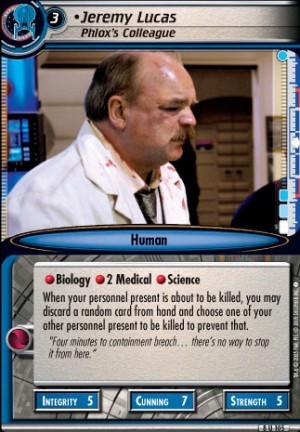 3
•Jeremy Lucas
Phlox's Colleague
Human
Biology 2 Medical Science
When your personnel present is about to be killed, you may
discard a random card from hand and choose one of your
other personnel present to be killed to prevent that.
"Four minutes to containment breach... there's no way to
stop it from here."
Integrity 5 Cunning 7 Strength 5